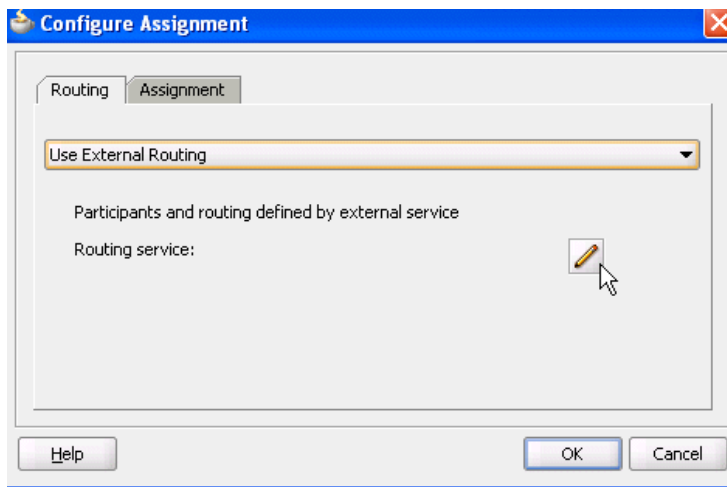 Configure Assignment
Routing
Assignment
Use External Routing
Participants and routing defined by external service
Routing service:
Help
OK
Cancel